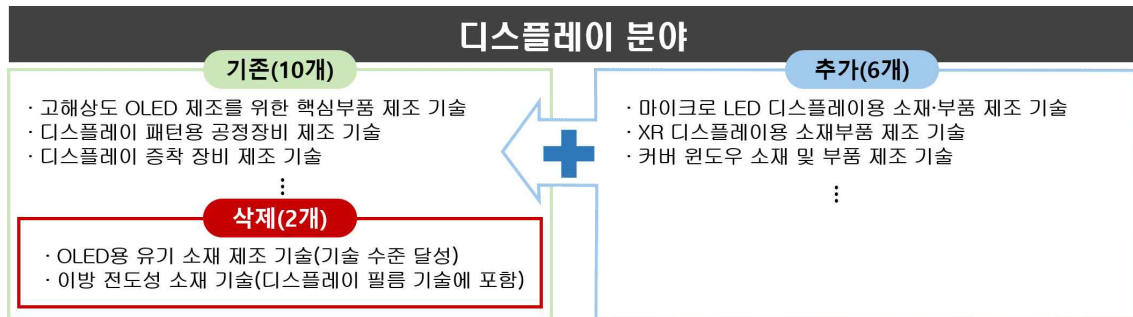 디스플레이 분야
기존(10개)
· 고해상도 OLED 제조를 위한 핵심부품 제조 기술
· 디스플레이 패턴용 공정장비 제조 기술
· 디스플레이 증착 장비 제조 기술
⋮
삭제(2개)
· OLED용 유기 소재 제조 기술(기술 수준 달성)
· 이방 전도성 소재 기술(디스플레이 필름 기술에 포함)
추가(6개)
· 마이크로 LED 디스플레이용 소재·부품 제조 기술
· XR 디스플레이용 소재부품 제조 기술
· 커버 윈도우 소재 및 부품 제조 기술
⋮